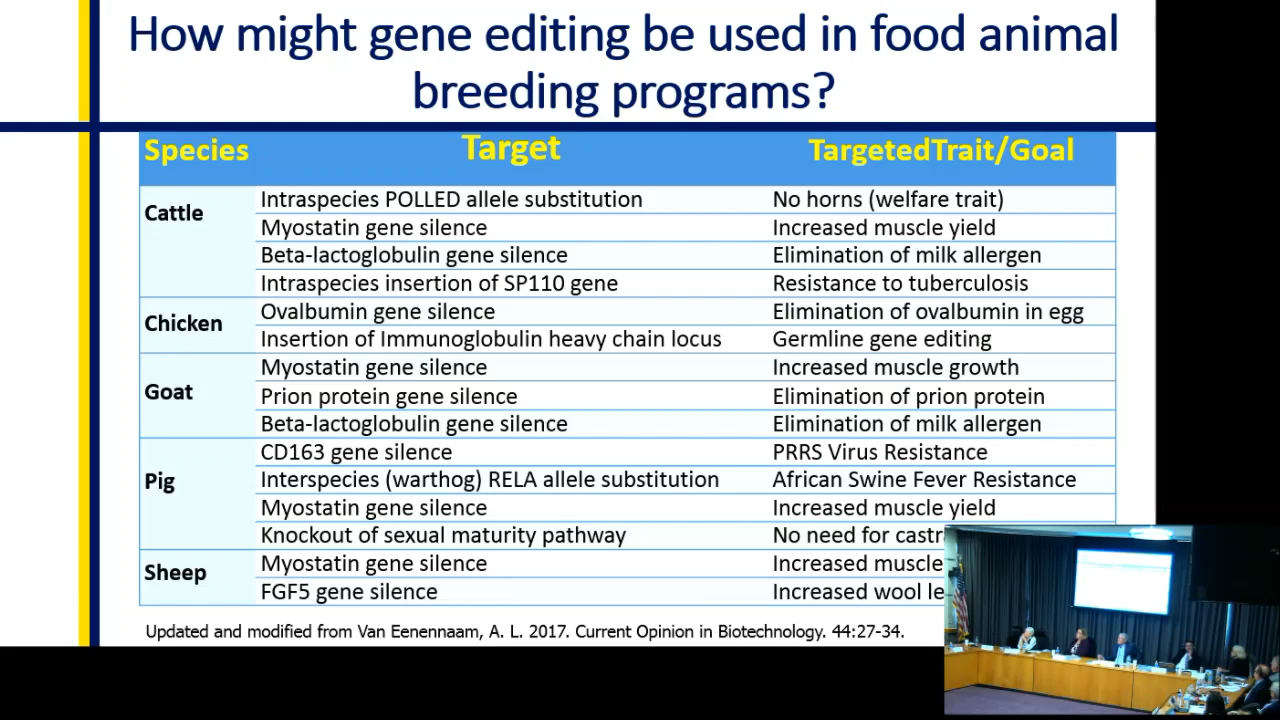 How might gene editing be used in food animal
breeding programs?
Species Target TargetedTrait/Goal
Cattle
Intraspecies POLLED allele substitution No horns (welfare trait)
Myostatin gene silence Increased muscle yield
Beta-lactoglobulin gene silence Elimination of milk allergen
Intraspecies insertion of SP110 gene Resistance to tuberculosis
Chicken
Ovalbumin gene silence Elimination of ovalbumin in egg
Insertion of Immunoglobulin heavy chain locus Germline gene editing
Goat
Myostatin gene silence Increased muscle growth
Prion protein gene silence Elimination of prion protein
Beta-lactoglobulin gene silence Elimination of milk allergen
Pig
CD163 gene silence PRRS Virus Resistance
Interspecies (warthog) RELA allele substitution African Swine Fever Resistance
Myostatin gene silence Increased muscle yield
Knockout of sexual maturity pathway No need for castr
Sheep
Myostatin gene silence Increased muscle
FGF5 gene silence Increased wool le
Updated and modified from Van Eenennaam, A. L. 2017. Current Opinion in Biotechnology. 44:27-34.